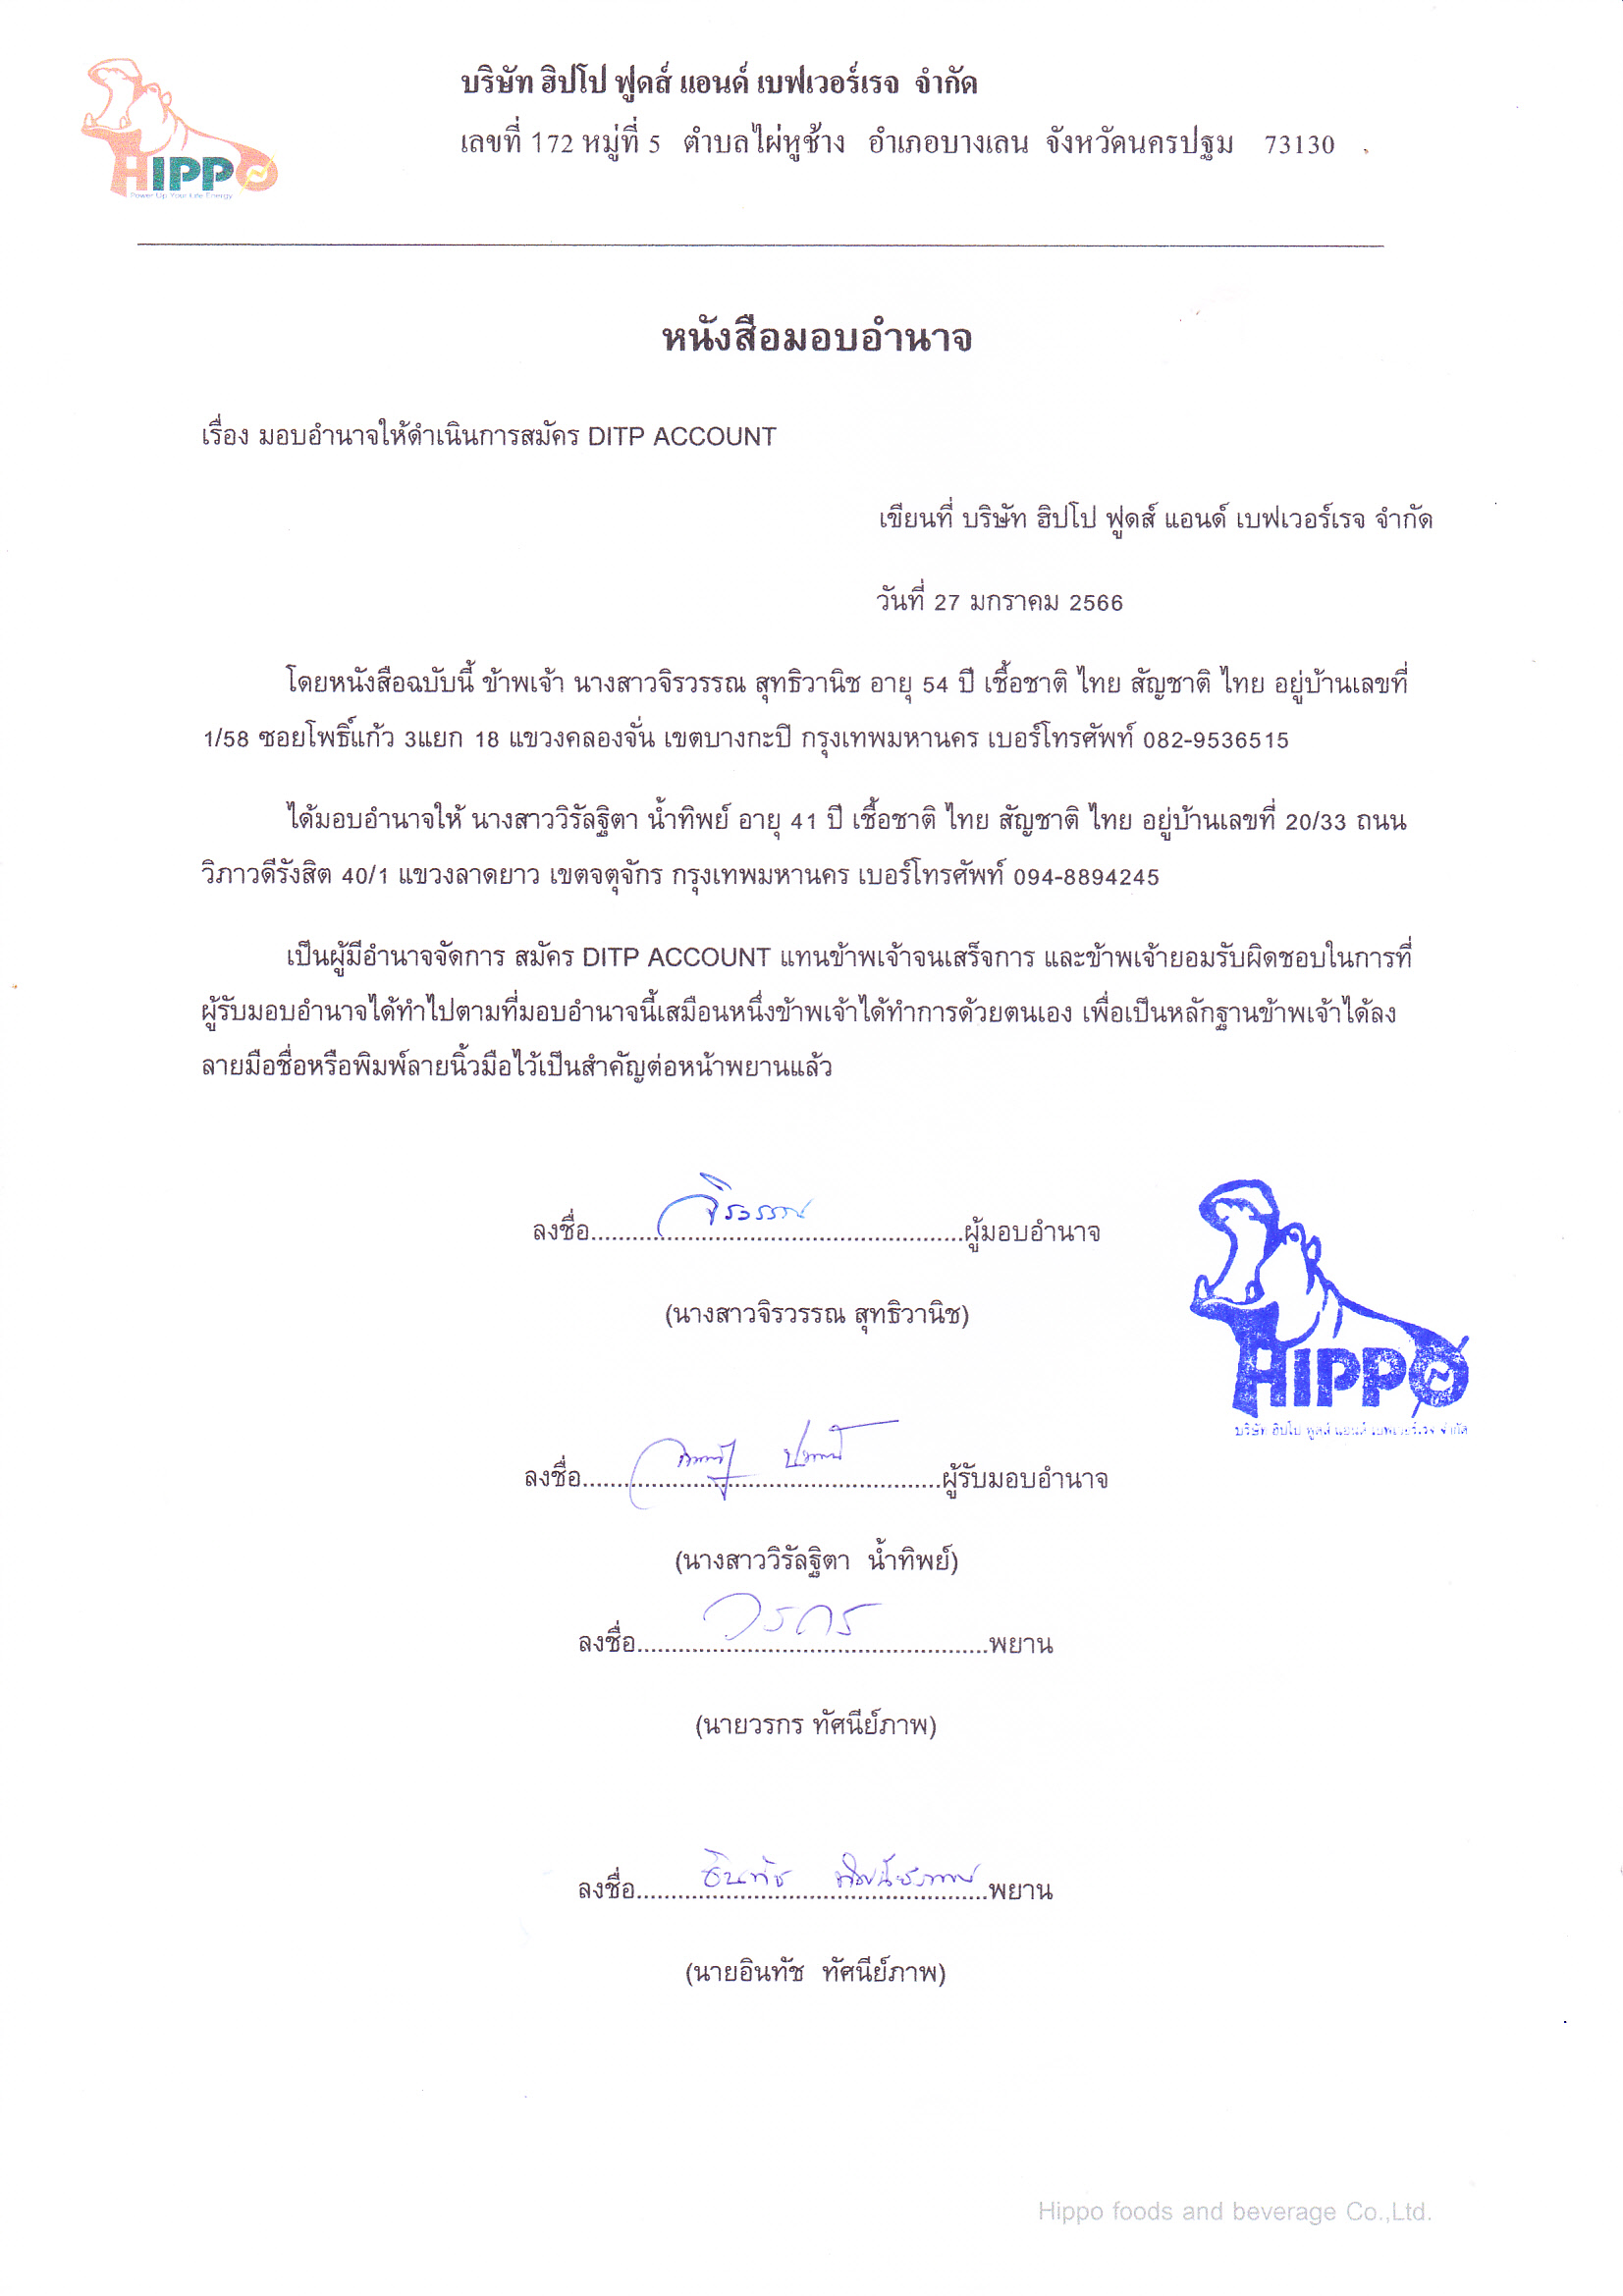 บริษัท ฮิปโป ฟูดส์ แอนด์ เบฟเวอร์เรจ จำกัด
เลขที่ 172 หมู่ที่ 5 ตำบลไผ่หูช้าง อำเภอบางเลน จังหวัดนครปฐม 73130
HIPPO
Power Up Your Life Energy
หนังสือมอบอำนาจ
เรื่อง มอบอำนาจให้ดำเนินการสมัคร DITP ACCOUNT
เขียนที่ บริษัท ฮิปโป ฟูดส์ แอนด์ เบฟเวอร์เรจ จำกัด
วันที่ 27 มกราคม 2566
โดยหนังสือฉบับนี้ ข้าพเจ้า นางสาวจิรวรรณ สุทธิวานิช อายุ 54 ปี เชื้อชาติ ไทย สัญชาติ ไทย อยู่บ้านเลขที่
1/58 ซอยโพธิ์แก้ว 3แยก 18 แขวงคลองจั่น เขตบางกะปิ กรุงเทพมหานคร เบอร์โทรศัพท์ 082-9536515
ได้มอบอำนาจให้ นางสาววิรัลฐิตา น้ำทิพย์ อายุ 41 ปี เชื้อชาติ ไทย สัญชาติ ไทย อยู่บ้านเลขที่ 20/33 ถนน
วิภาวดีรังสิต 40/1 แขวงลาดยาว เขตจตุจักร กรุงเทพมหานคร เบอร์โทรศัพท์ 094-8894245
เป็นผู้มีอำนาจจัดการ สมัคร DITP ACCOUNT แทนข้าพเจ้าจนเสร็จการ และข้าพเจ้ายอมรับผิดชอบในการที่
ผู้รับมอบอำนาจได้ทำไปตามที่มอบอำนาจนี้เสมือนหนึ่งข้าพเจ้าได้ทำการด้วยตนเอง เพื่อเป็นหลักฐานข้าพเจ้าได้ลง
ลายมือชื่อหรือพิมพ์ลายนิ้วมือไว้เป็นสำคัญต่อหน้าพยานแล้ว
ลงชื่อ จิรวรรณ ผู้มอบอำนาจ
(นางสาวจิรวรรณ สุทธิวานิช)
HIPPO
บริษัท ฮิปโป ฟูดส์ แอนด์ เบฟเวอร์เรจ จำกัด
ลงชื่อ ผู้รับมอบอำนาจ
(นางสาววิรัลฐิตา น้ำทิพย์)
ลงชื่อ วรกร พยาน
(นายวรกร ทัศนีย์ภาพ)
ลงชื่อ อินทัช ทัศนีย์ภาพ พยาน
(นายอินทัช ทัศนีย์ภาพ)
Hippo foods and beverage Co.,Ltd.